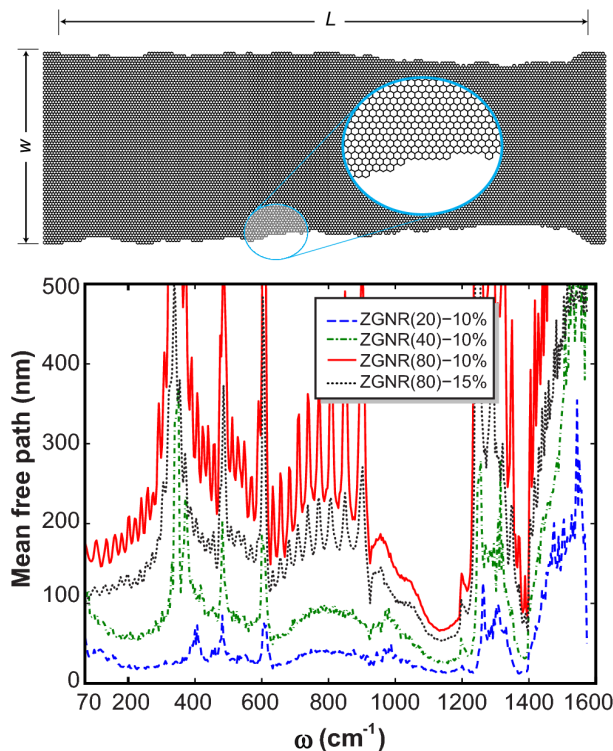 L
w
500
400
300
200
100
0
Mean free path (nm)
ZGNR(20)−10%
ZGNR(40)−10%
ZGNR(80)−10%
ZGNR(80)−15%
70 200 400 600 800 1000 1200 1400 1600
ω (cm⁻¹)